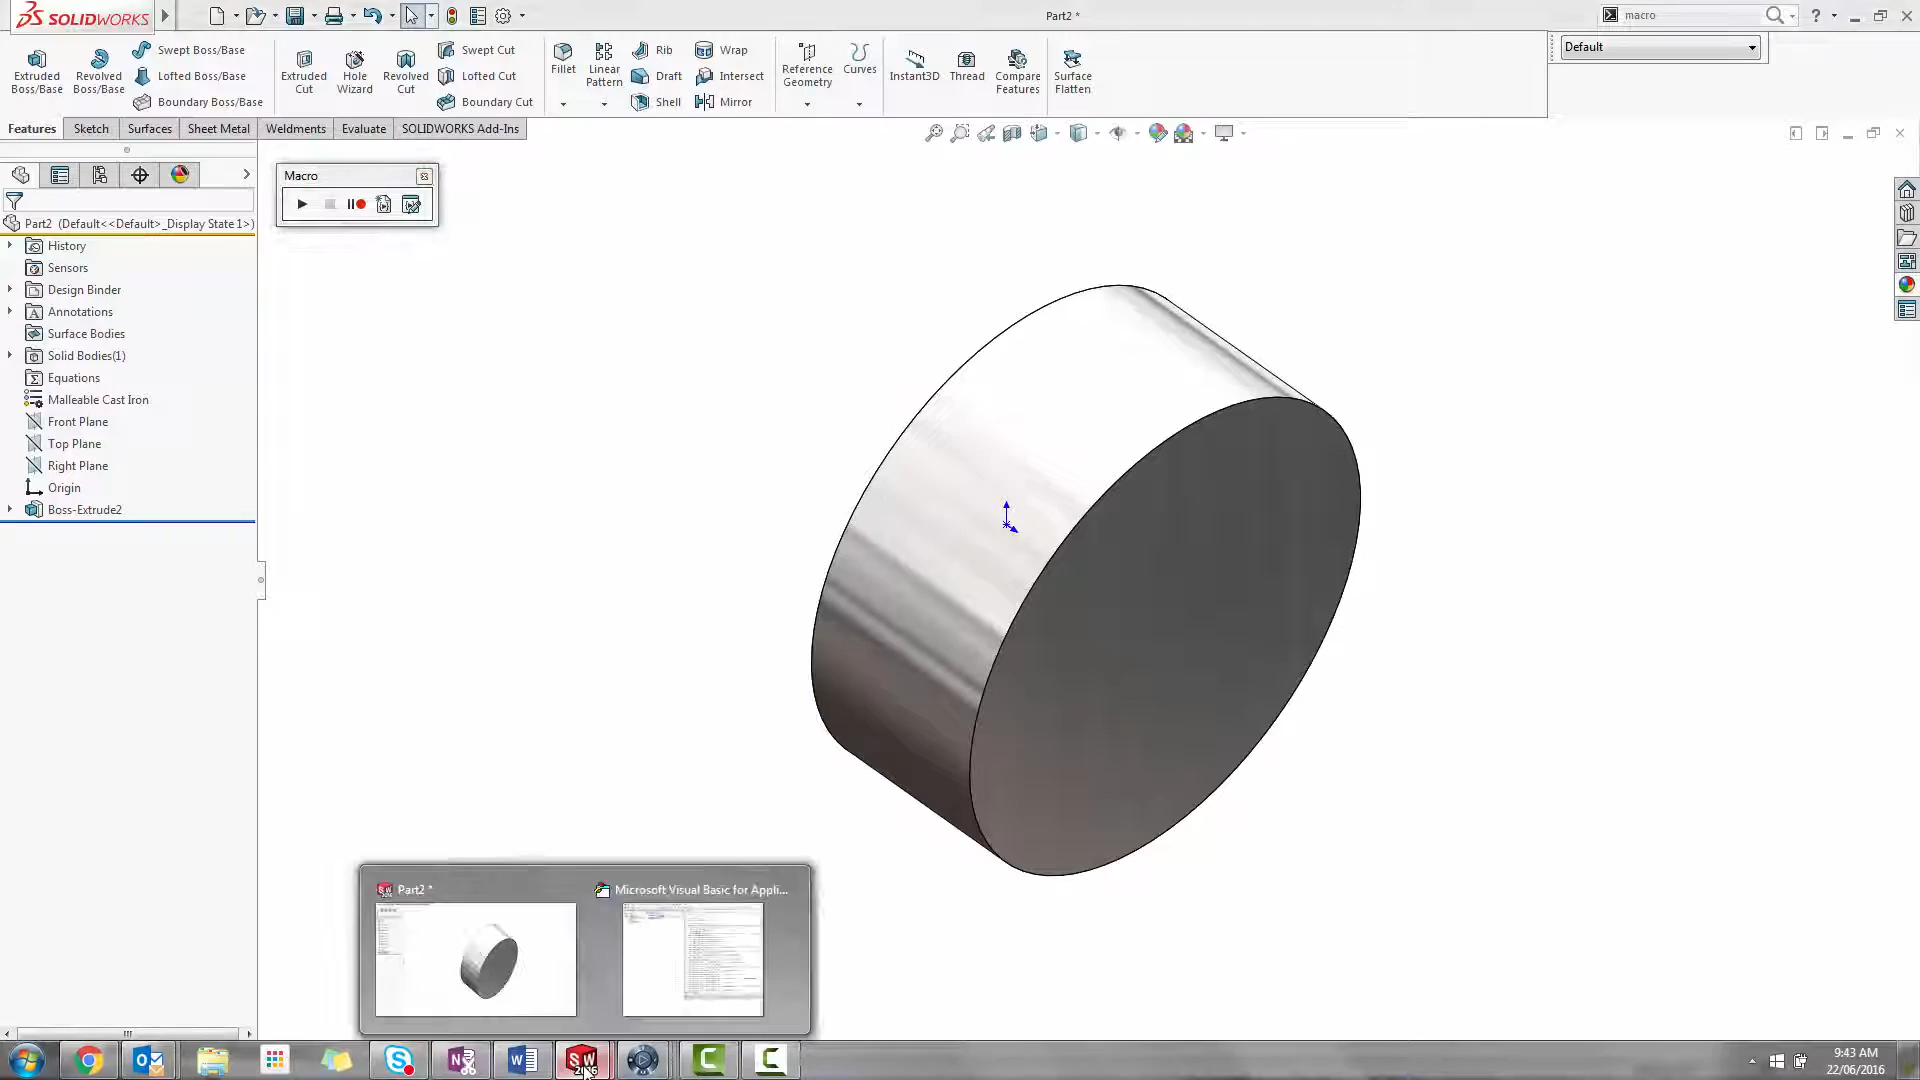 SOLIDWORKS
Part2 *
macro
Default
Extruded Boss/Base
Revolved Boss/Base
Swept Boss/Base
Lofted Boss/Base
Boundary Boss/Base
Extruded Cut
Hole Wizard
Revolved Cut
Swept Cut
Lofted Cut
Boundary Cut
Fillet
Linear Pattern
Rib
Draft
Shell
Wrap
Intersect
Mirror
Reference Geometry
Curves
Instant3D
Thread
Compare Features
Surface Flatten
Features
Sketch
Surfaces
Sheet Metal
Weldments
Evaluate
SOLIDWORKS Add-Ins
Macro
Part2 (Default<<Default>_Display State 1>)
History
Sensors
Design Binder
Annotations
Surface Bodies
Solid Bodies(1)
Equations
Malleable Cast Iron
Front Plane
Top Plane
Right Plane
Origin
Boss-Extrude2
Part2 *
Microsoft Visual Basic for Appli...
9:43 AM
22/06/2016